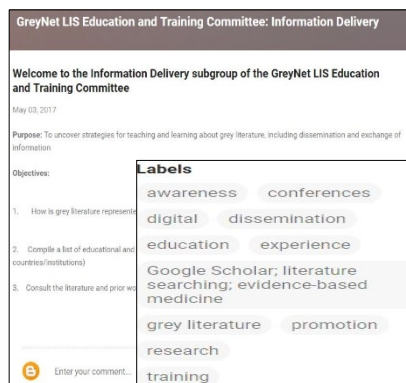 GreyNet LIS Education and Training Committee: Information Delivery
Welcome to the Information Delivery subgroup of the GreyNet LIS Education
and Training Committee
May 03, 2017
Purpose: To uncover strategies for teaching and learning about grey literature, including dissemination and exchange of
information
Objectives:
1. How is grey literature represente
2. Compile a list of educational and
countries/institutions)
3. Consult the literature and prior wo
Enter your comment...
Labels
awareness conferences
digital dissemination
education experience
Google Scholar; literature
searching; evidence-based
medicine
grey literature promotion
research
training